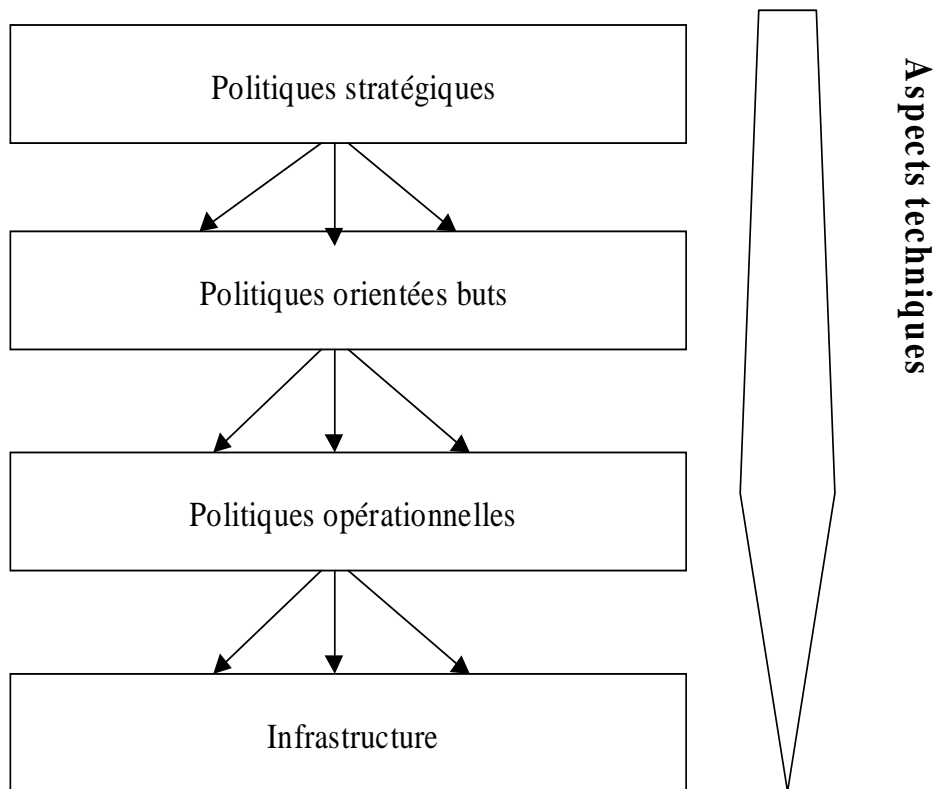 Politiques stratégiques
Politiques orientées buts
Politiques opérationnelles
Infrastructure
Aspects techniques